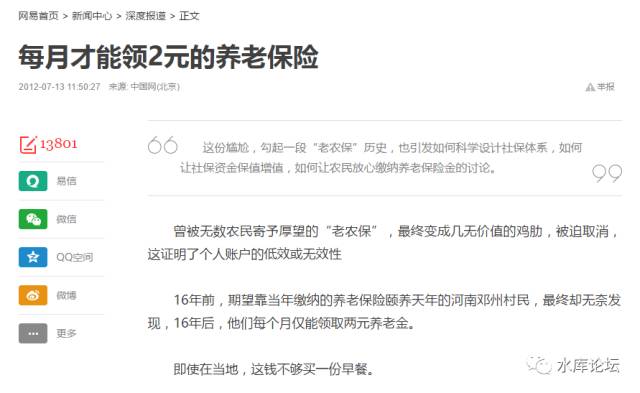 网易首页 > 新闻中心 > 深度报道 > 正文
每月才能领2元的养老保险
2012-07-13 11:50:27 来源: 中国网(北京)
举报
13801
易信
微信
QQ空间
微博
更多
这份尴尬，勾起一段“老农保”历史，也引发如何科学设计社保体系，如何
让社保资金保值增值，如何让农民放心缴纳养老保险金的讨论。
曾被无数农民寄予厚望的“老农保”，最终变成几无价值的鸡肋，被迫取消，
这证明了个人账户的低效或无效性
16年前，期望靠当年缴纳的养老保险颐养天年的河南邓州村民，最终却无奈发
现，16年后，他们每个月仅能领取两元养老金。
即使在当地，这钱不够买一份早餐。
水库论坛